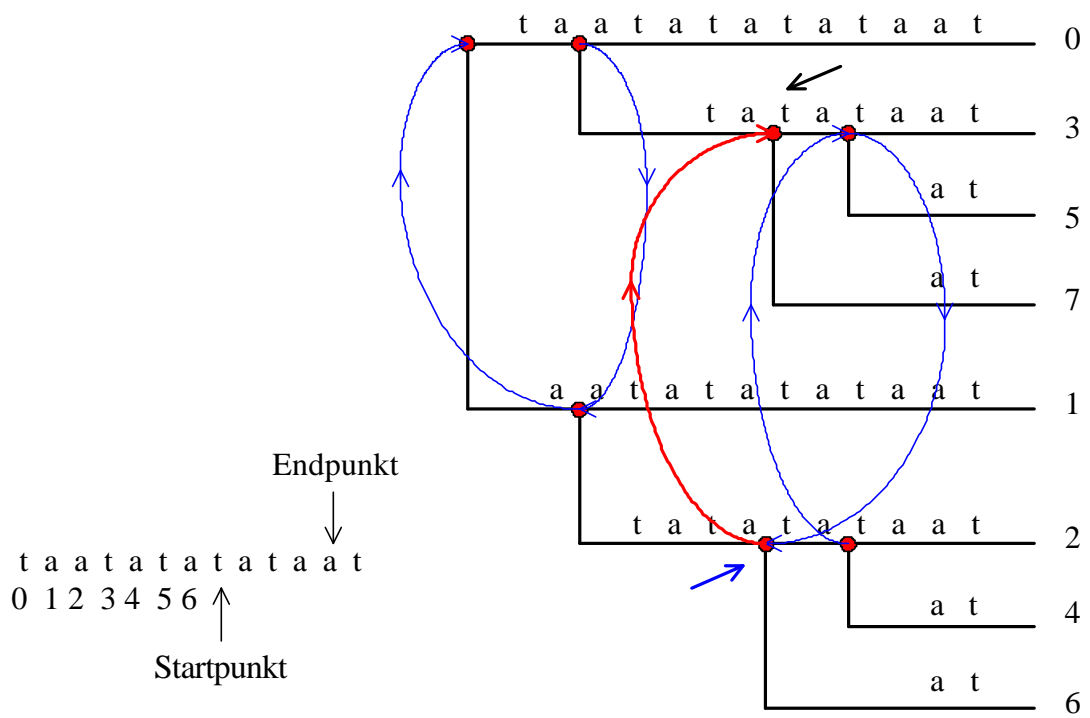 t a a t a t a t a t a a t 0
t a t a t a a t 3
a t 5
a t 7
a a t a t a t a t a a t 1
Endpunkt
t a t a t a t a a t 2
t a a t a t a t a t a a t
0 1 2 3 4 5 6
a t 4
Startpunkt
a t 6